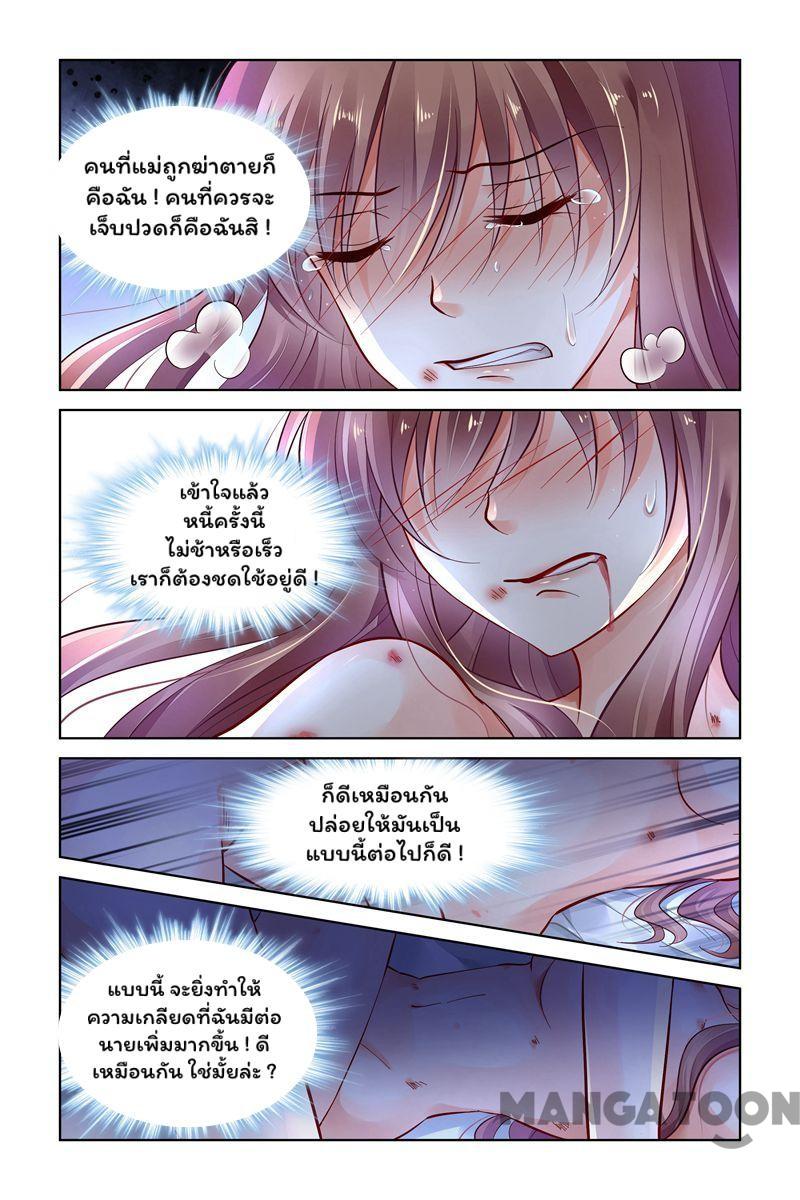 คนที่แม่ถูกฆ่าตายก็
คือฉัน ! คนที่ควรจะ
เจ็บปวดก็คือฉันสิ !
เข้าใจแล้ว
หนี้ครั้งนี้
ไม่ช้าหรือเร็ว
เราก็ต้องชดใช้อยู่ดี !
ก็ดีเหมือนกัน
ปล่อยให้มันเป็น
แบบนี้ต่อไปก็ดี !
แบบนี้ จะยิ่งทำให้
ความเกลียดที่ฉันมีต่อ
นายเพิ่มมากขึ้น ! ดี
เหมือนกัน ใช่มั้ยล่ะ ?
MANGATOON